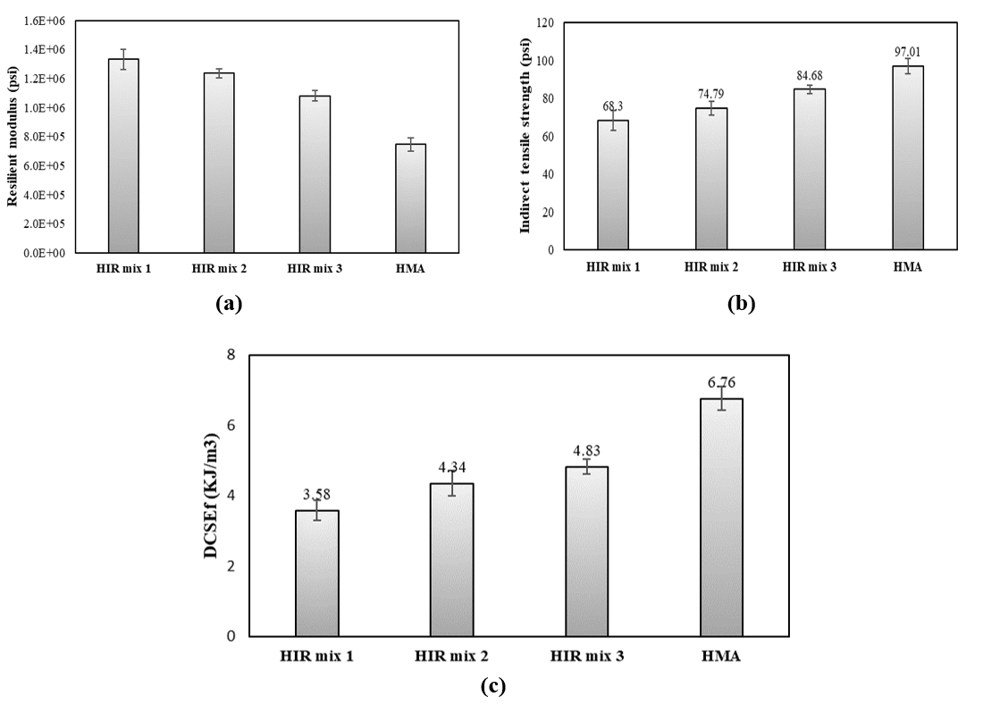 Resilient modulus (psi)
1.6E+06
1.4E+06
1.2E+06
1.0E+06
8.0E+05
6.0E+05
4.0E+05
2.0E+05
0.0E+00
HIR mix 1 HIR mix 2 HIR mix 3 HMA
(a)
Indirect tensile strength (psi)
120
100
80
60
40
20
0
68.3 74.79 84.68 97.01
HIR mix 1 HIR mix 2 HIR mix 3 HMA
(b)
DCSEf (KJ/m3)
8
6
4
2
0
3.58 4.34 4.83 6.76
HIR mix 1 HIR mix 2 HIR mix 3 HMA
(c)